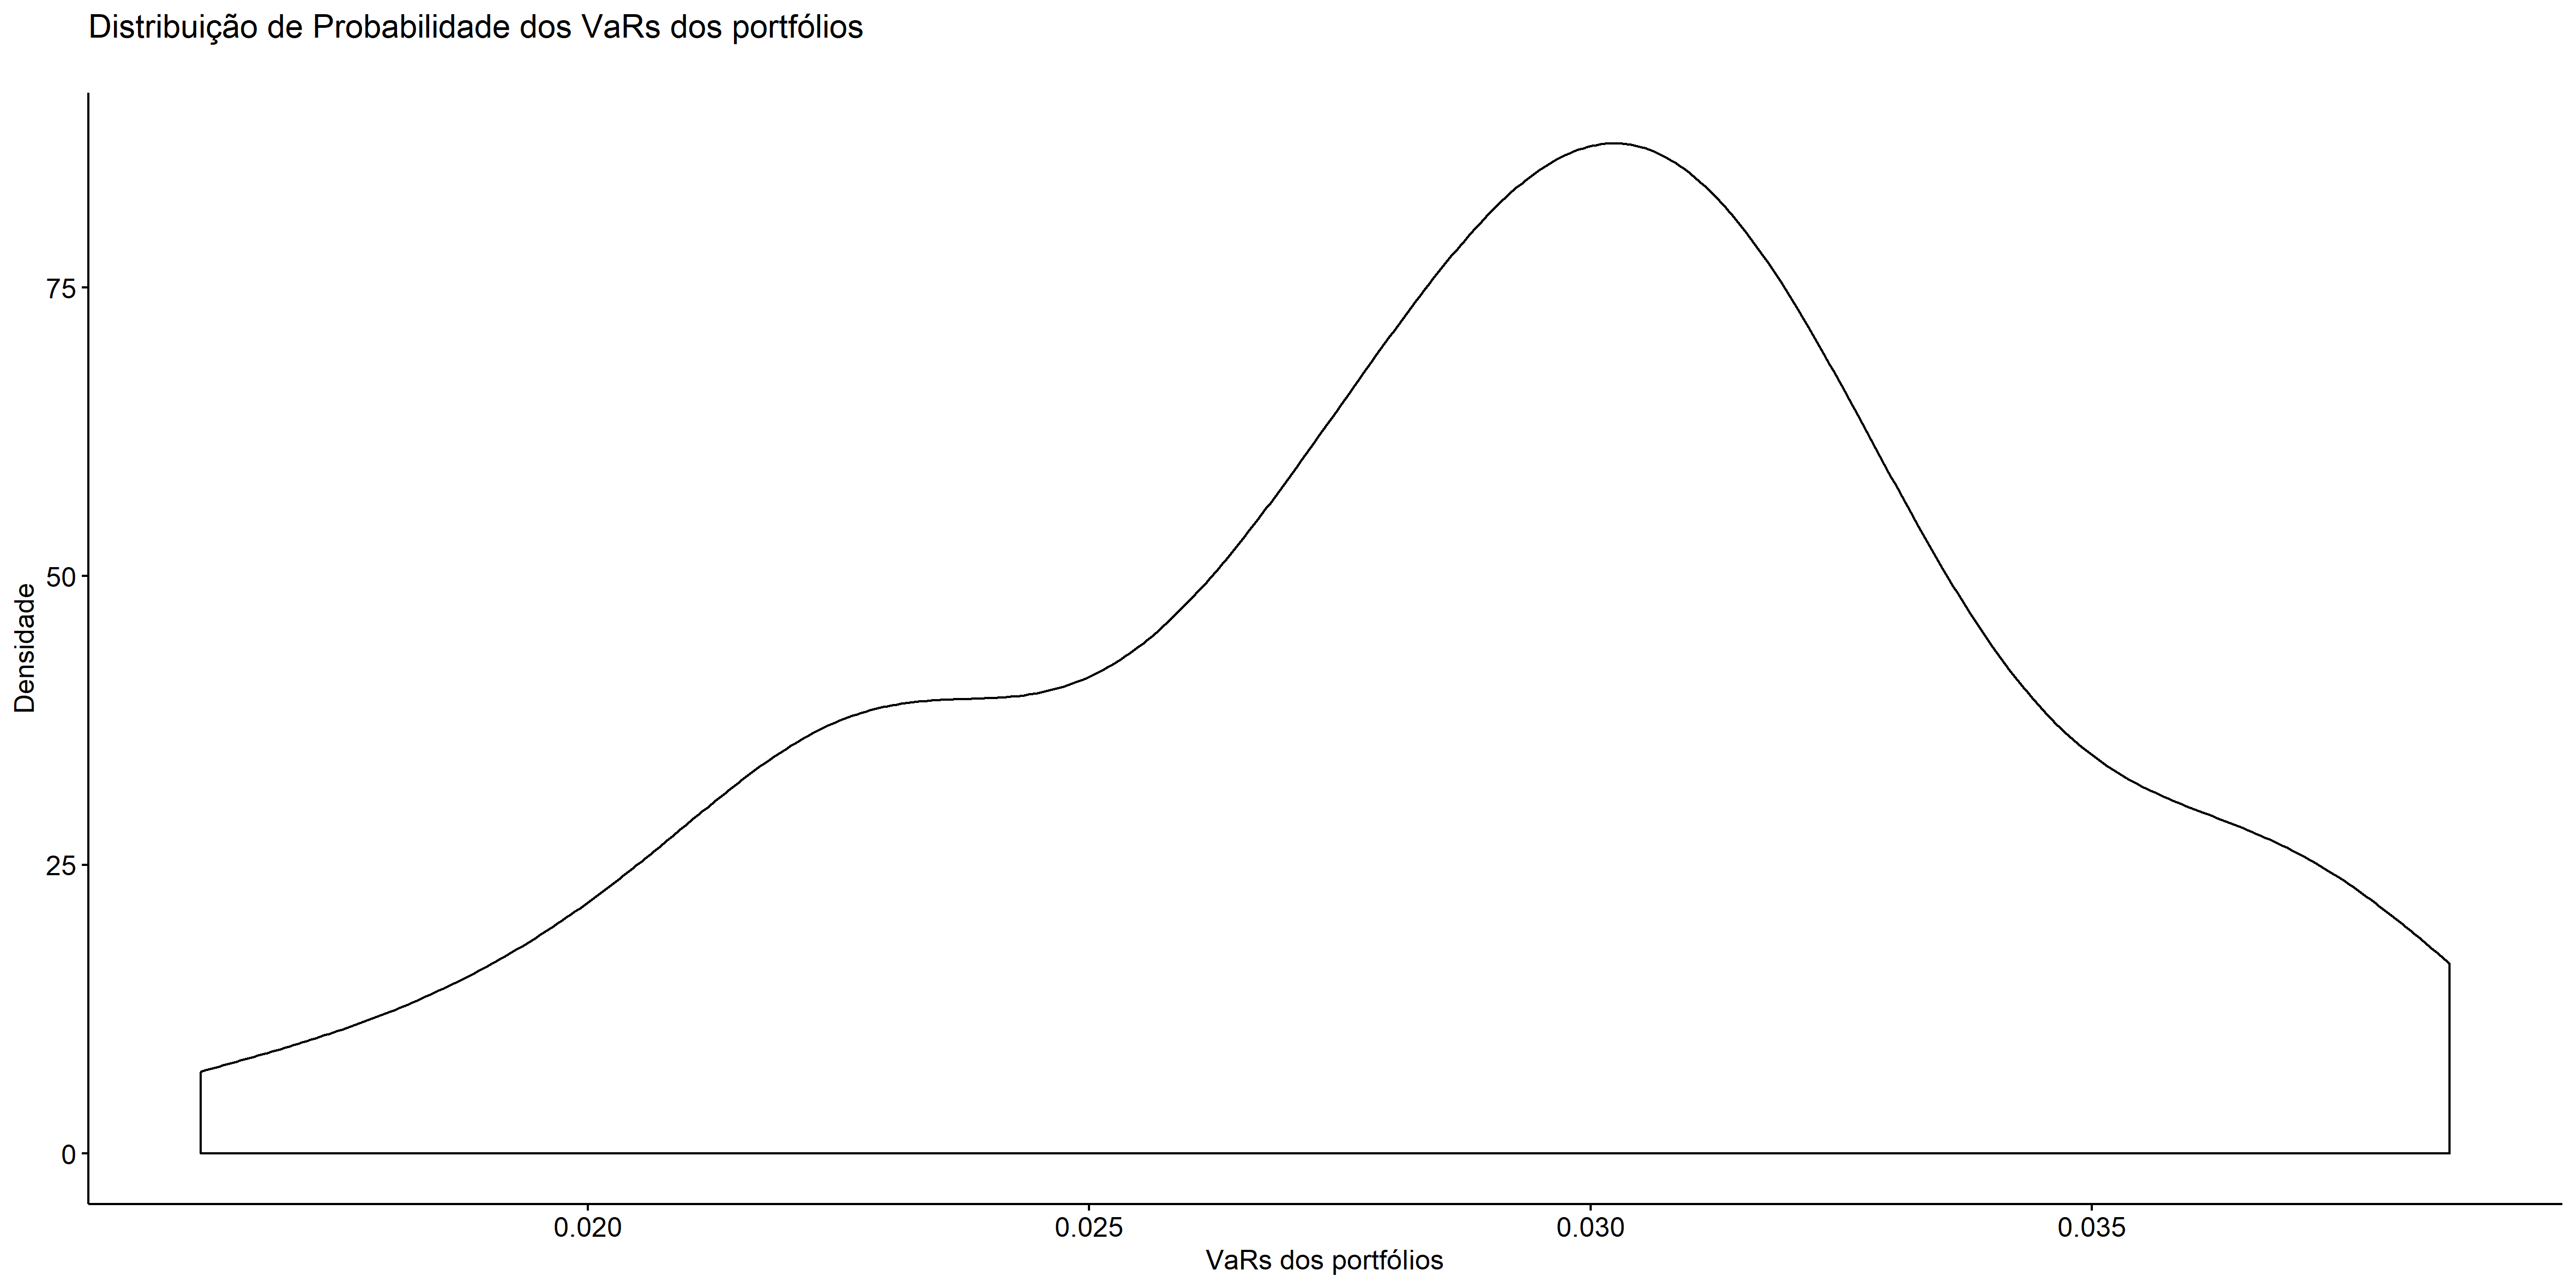 Distribuição de Probabilidade dos VaRs dos portfólios
Densidade
75
50
25
0
0.020 0.025 0.030 0.035
VaRs dos portfólios